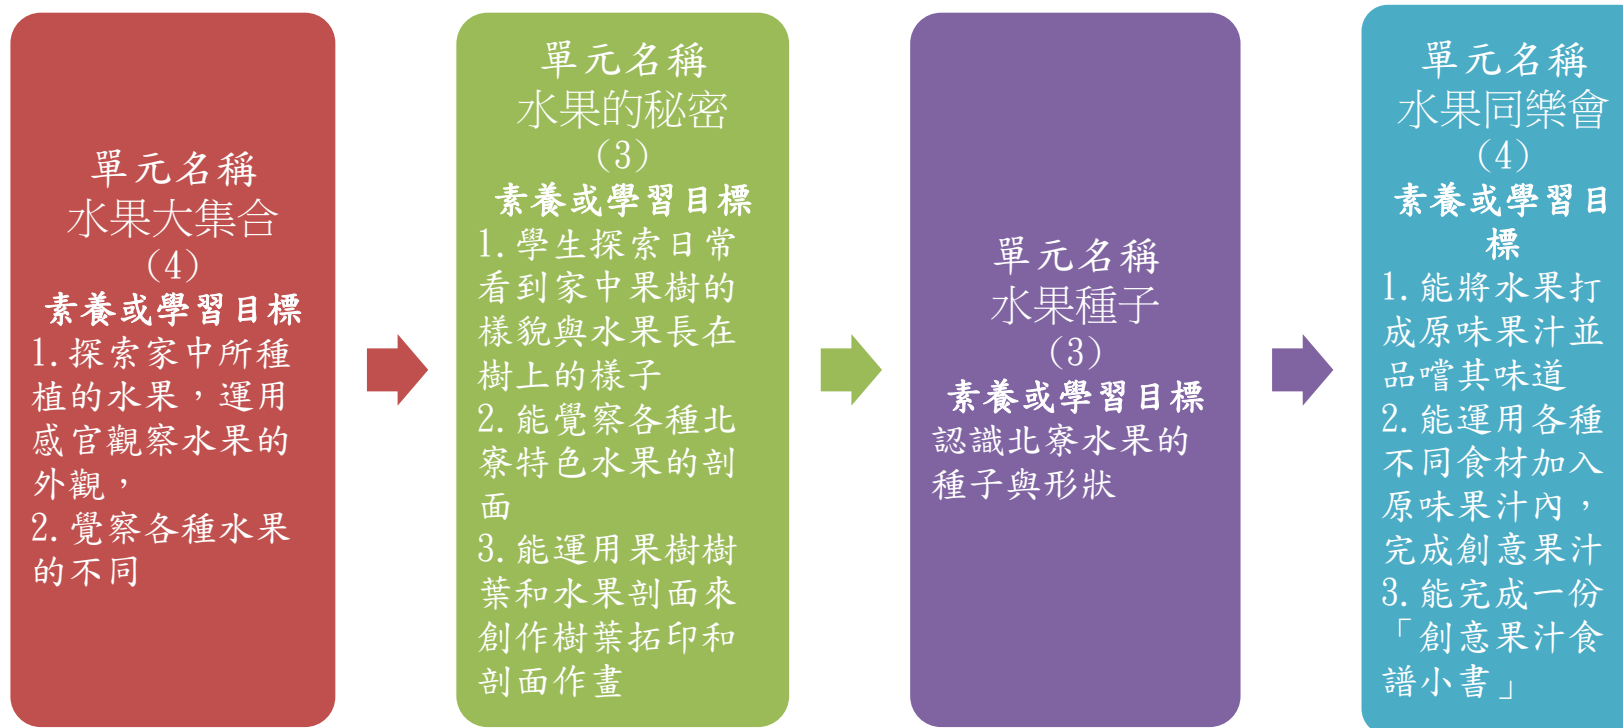 單元名稱
水果大集合
(4)
素養或學習目標
1.探索家中所種
植的水果，運用
感官觀察水果的
外觀，
2.覺察各種水果
的不同
單元名稱
水果的秘密
(3)
素養或學習目標
1.學生探索日常
看到家中果樹的
樣貌與水果長在
樹上的樣子
2.能覺察各種北
寮特色水果的剖
面
3.能運用果樹樹
葉和水果剖面來
創作樹葉拓印和
剖面作畫
單元名稱
水果種子
(3)
素養或學習目標
認識北寮水果的
種子與形狀
單元名稱
水果同樂會
(4)
素養或學習目
標
1.能將水果打
成原味果汁並
品嚐其味道
2.能運用各種
不同食材加入
原味果汁內，
完成創意果汁
3.能完成一份
「創意果汁食
譜小書」